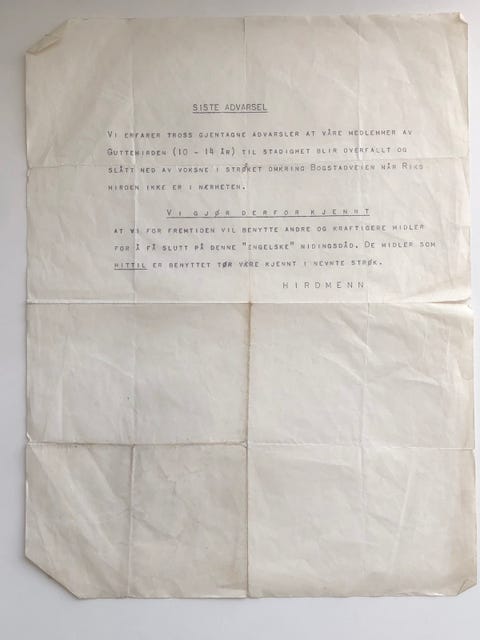 SISTE ADVARSEL
VI ERFARER TROSS GJENTAGNE ADVARSLER AT VÅRE MEDLEMMER AV
GUTTEHIRDEN (10 - 14 ÅR) TIL STADIGHET BLIR OVERFALLT OG
SLÅTT NED AV VOKSNE I STRØKET OMKRING BOGSTADVEIEN NÅR RIKS
HIRDEN IKKE ER I NÆRHETEN.
VI GJØR DERFOR KJENNT
AT VI FOR FREMTIDEN VIL BENYTTE ANDRE OG KRAFTIGERE MIDLER
FOR Å FÅ SLUTT PÅ DENNE "ENGELSKE" NIDINGSDÅD. DE MIDLER SOM
HITTIL ER BENYTTET TØR VÆRE KJENNT I NEVNTE STRØK.
HIRDMENN